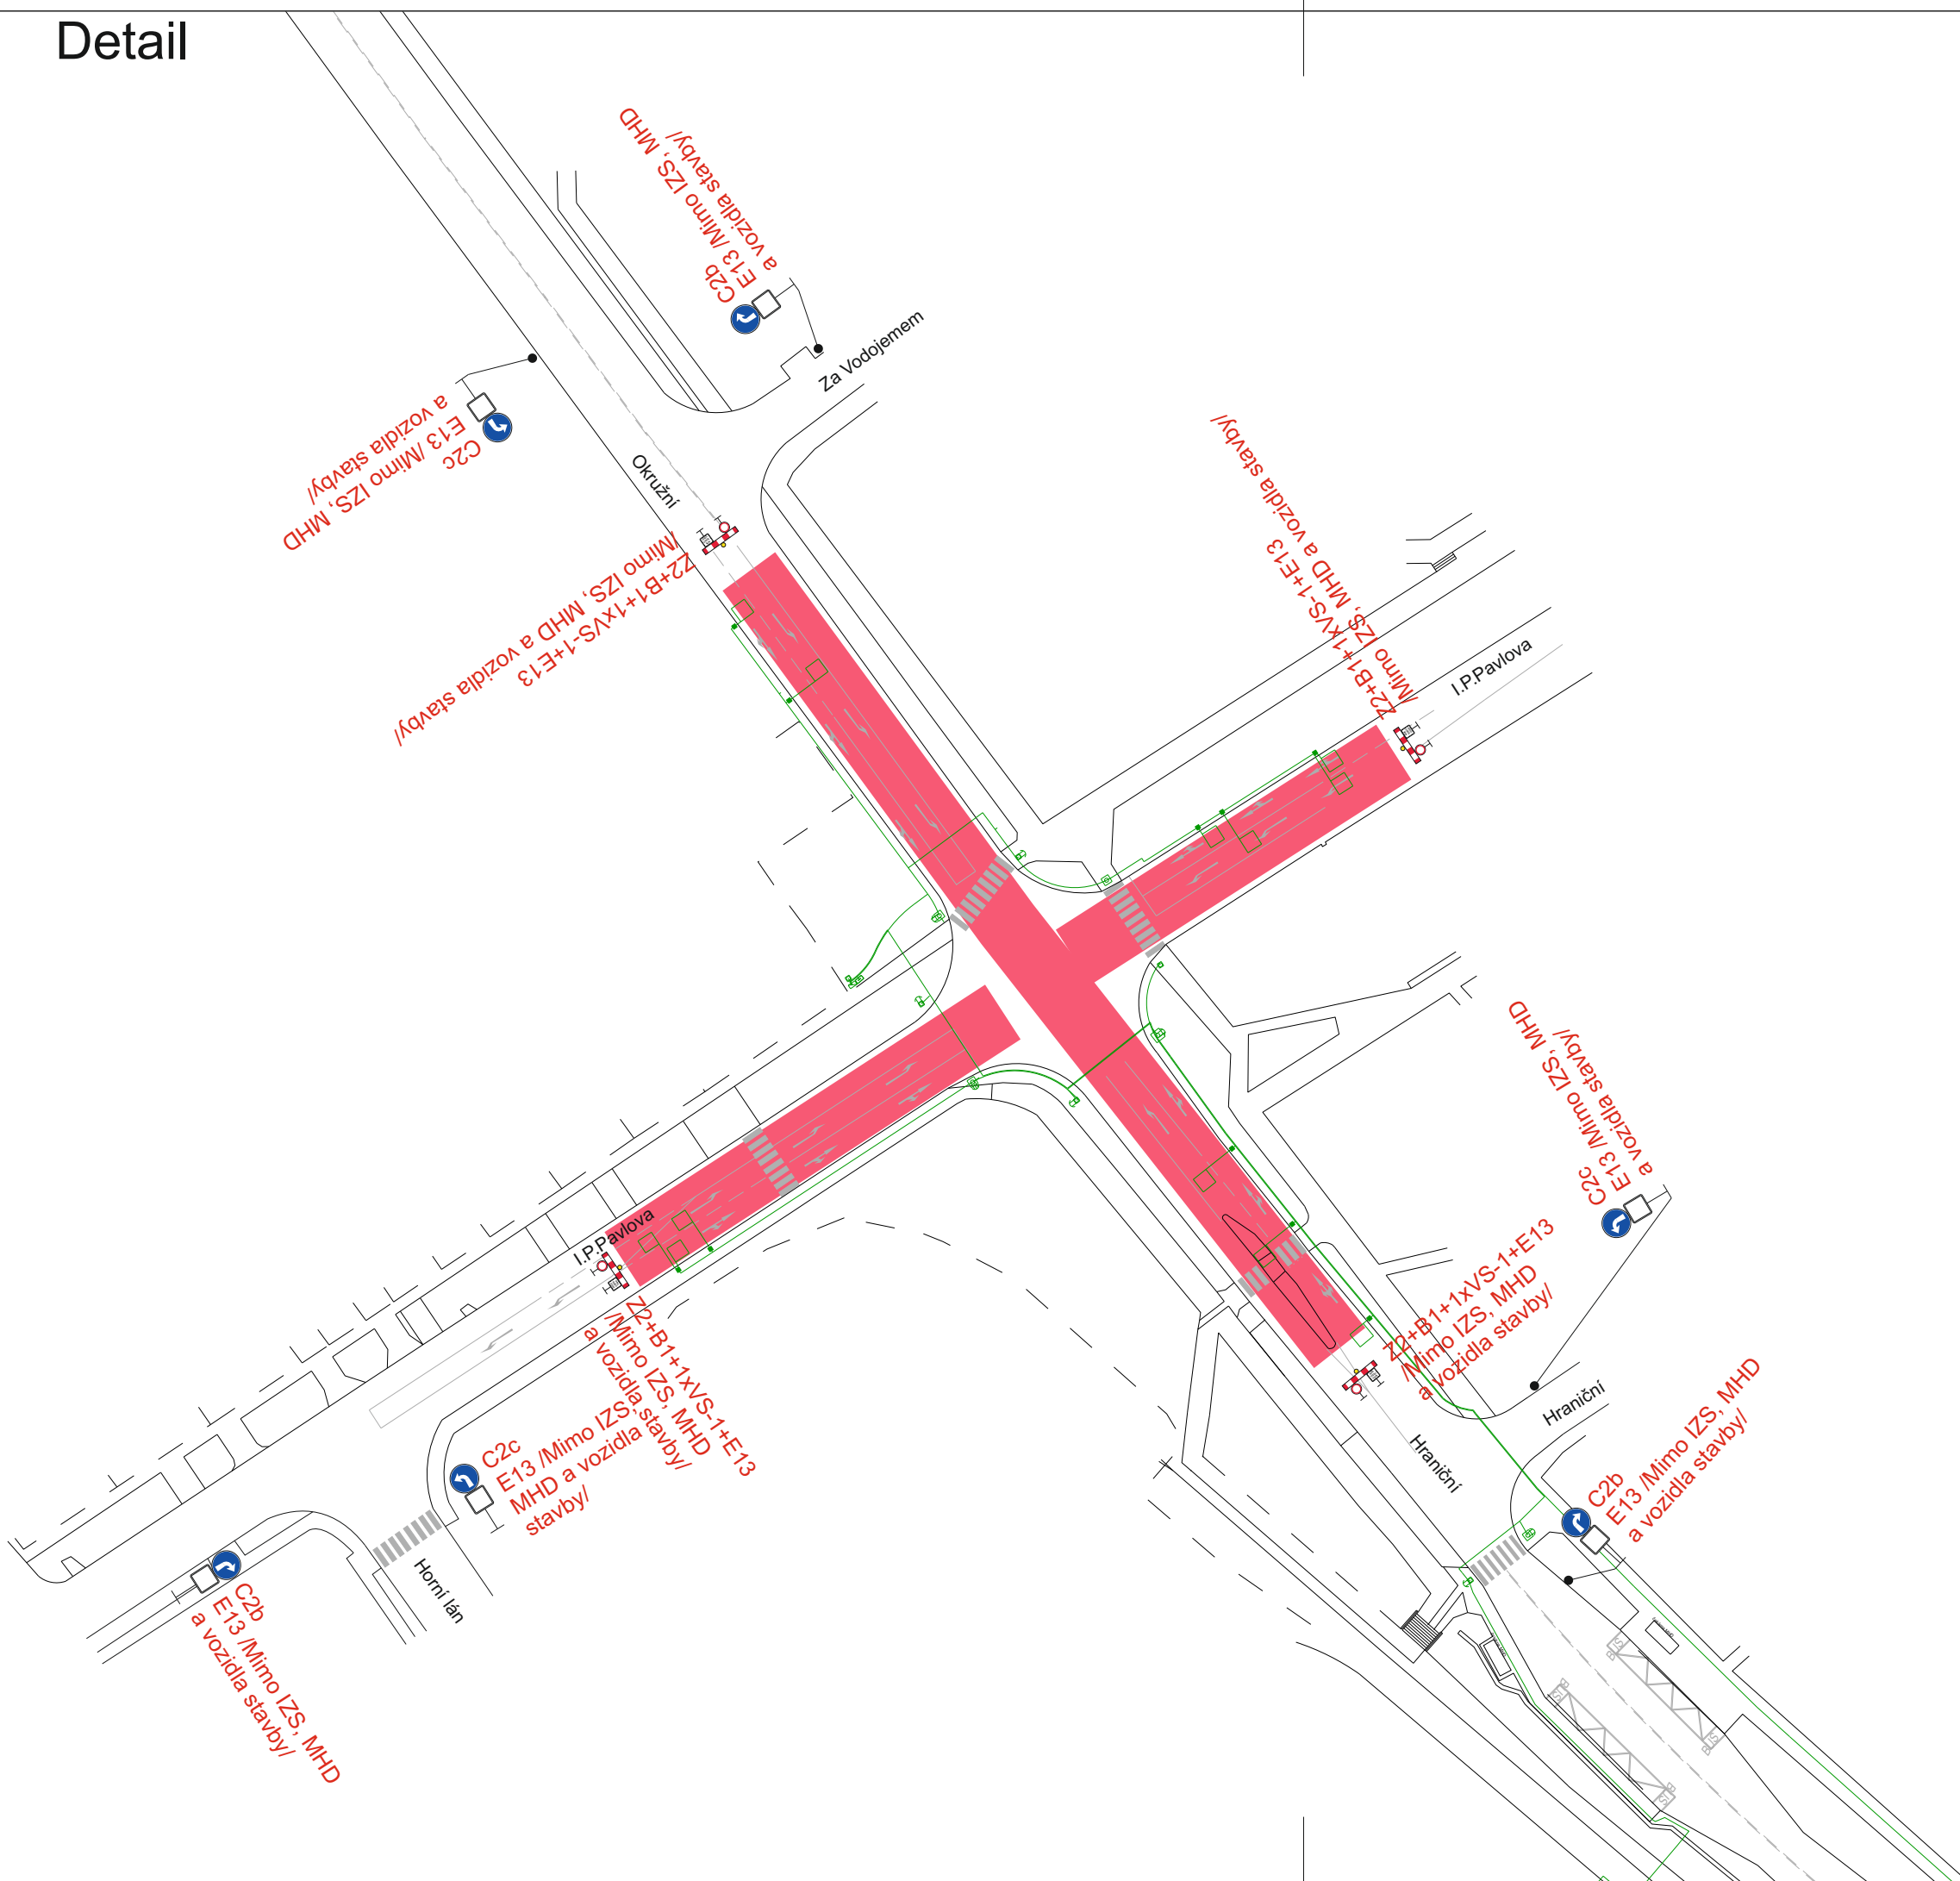 Detail
C2b
E13 /Mimo IZS, MHD
a vozidla stavby/
Za Vodojemem
C2c
E13 /Mimo IZS, MHD
a vozidla stavby/
Okružní
Z2+B1+1xVS-1+E13
/Mimo IZS, MHD a vozidla stavby/
Z2+B1+1xVS-1+E13
/Mimo IZS, MHD a vozidla stavby/
I.P.Pavlova
C2c
E13 /Mimo IZS, MHD
a vozidla stavby/
I.P.Pavlova
Z2+B1+1xVS-1+E13
/Mimo IZS, MHD
a vozidla stavby/
Z2+B1+1xVS-1+E13
/Mimo IZS, MHD
a vozidla stavby/
Hraniční
Hraniční
C2c
E13 /Mimo IZS,
MHD a vozidla
stavby/
C2b
E13 /Mimo IZS, MHD
a vozidla stavby/
Horní lán
C2b
E13 /Mimo IZS, MHD
a vozidla stavby/
BUS
BUS
BUS
BUS